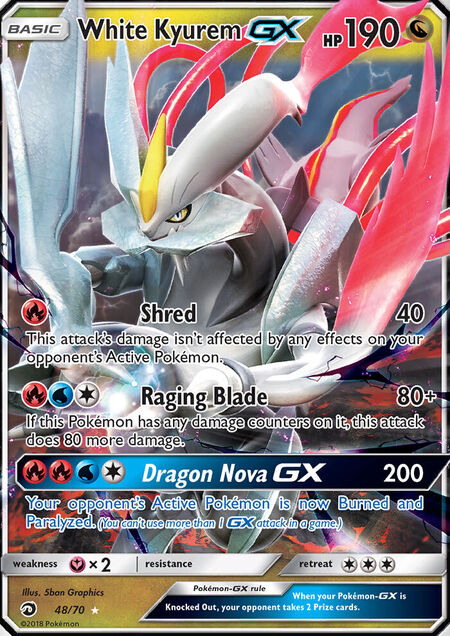 BASIC White Kyurem GX HP 190
Shred 40
This attack's damage isn't affected by any effects on your
opponent's Active Pokémon.
Raging Blade 80+
If this Pokémon has any damage counters on it, this attack
does 80 more damage.
Dragon Nova GX 200
Your opponent's Active Pokémon is now Burned and
Paralyzed. (You can't use more than 1 GX attack in a game.)
weakness ×2 resistance retreat
Illus. 5ban Graphics
Pokémon-GX rule
When your Pokémon-GX is
Knocked Out, your opponent takes 2 Prize cards.
48/70
©2018 Pokémon